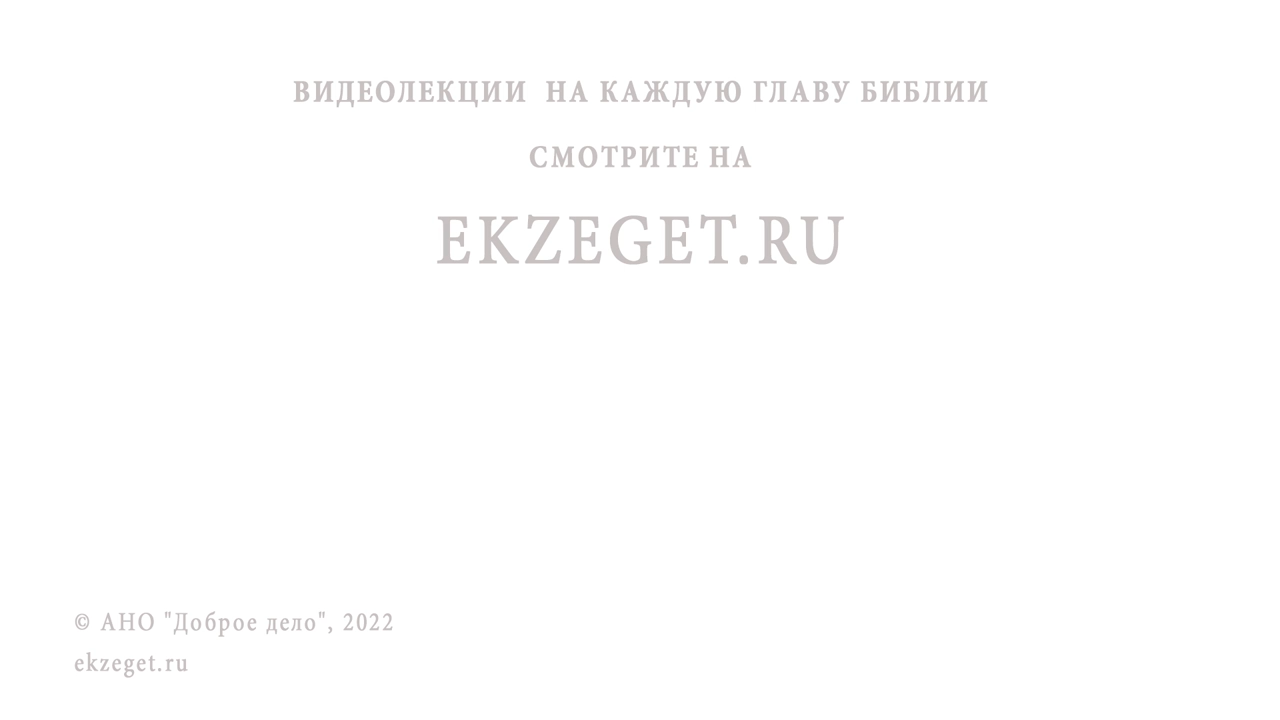 ВИДЕОЛЕКЦИИ НА КАЖДУЮ ГЛАВУ БИБЛИИ
СМОТРИТЕ НА
EKZEGET.RU
© АНО "Доброе дело", 2022
ekzeget.ru